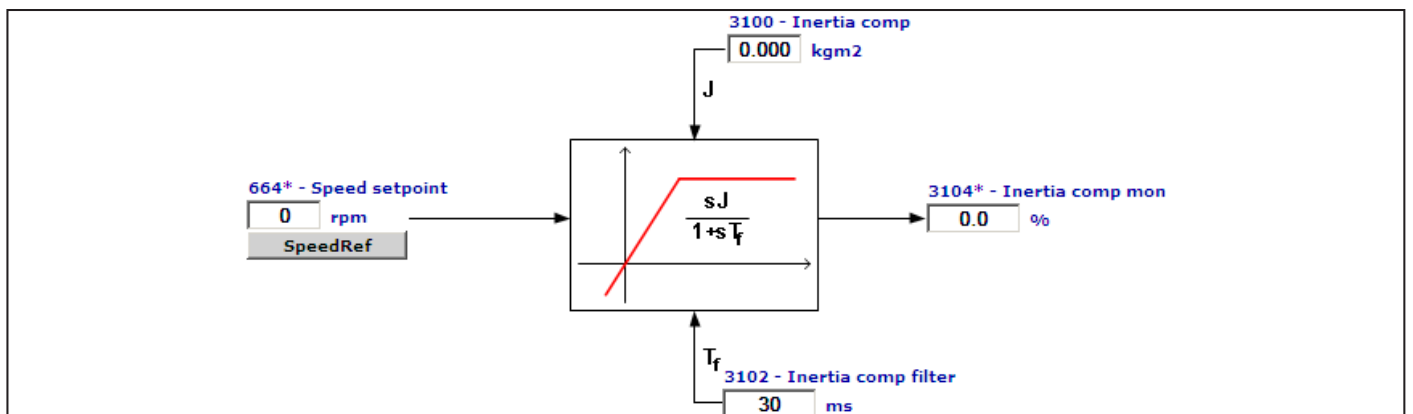 3100 - Inertia comp
0.000 kgm2
J
664* - Speed setpoint
0 rpm
SpeedRef
sJ
1+sTf
3104* - Inertia comp mon
0.0 %
Tf
3102 - Inertia comp filter
30 ms